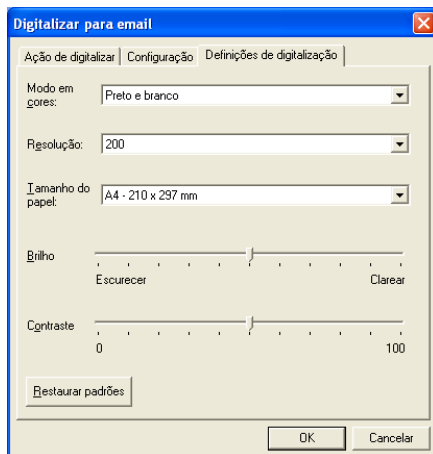 Digitalizar para email
Ação de digitalizar Configuração Definições de digitalização
Modo em
cores:
Preto e branco
Resolução:
200
Tamanho do
papel:
A4 - 210 x 297 mm
Brilho
Escurecer Clarear
Contraste
0 100
Restaurar padrões
OK Cancelar